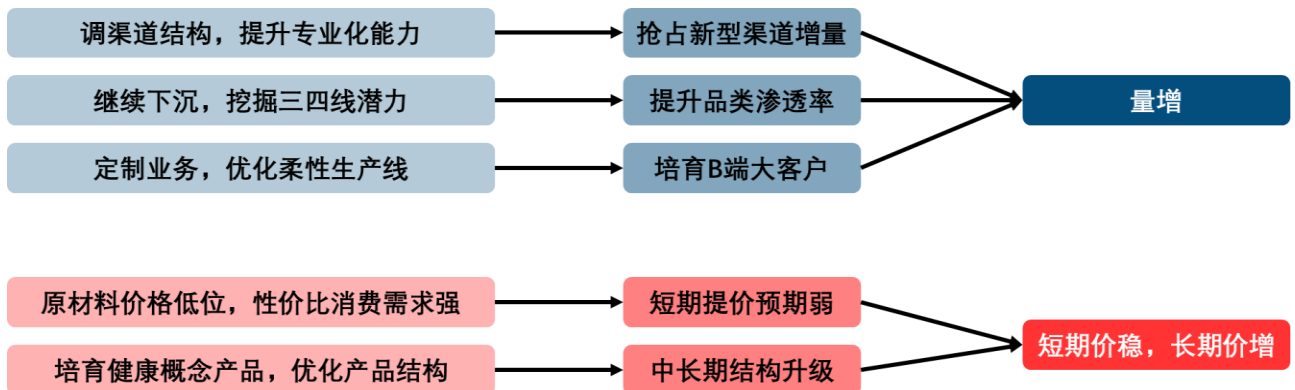 调渠道结构，提升专业化能力
抢占新型渠道增量
继续下沉，挖掘三四线潜力
提升品类渗透率
量增
定制业务，优化柔性生产线
培育B端大客户
原材料价格低位，性价比消费需求强
短期提价预期弱
短期价稳，长期价增
培育健康概念产品，优化产品结构
中长期结构升级